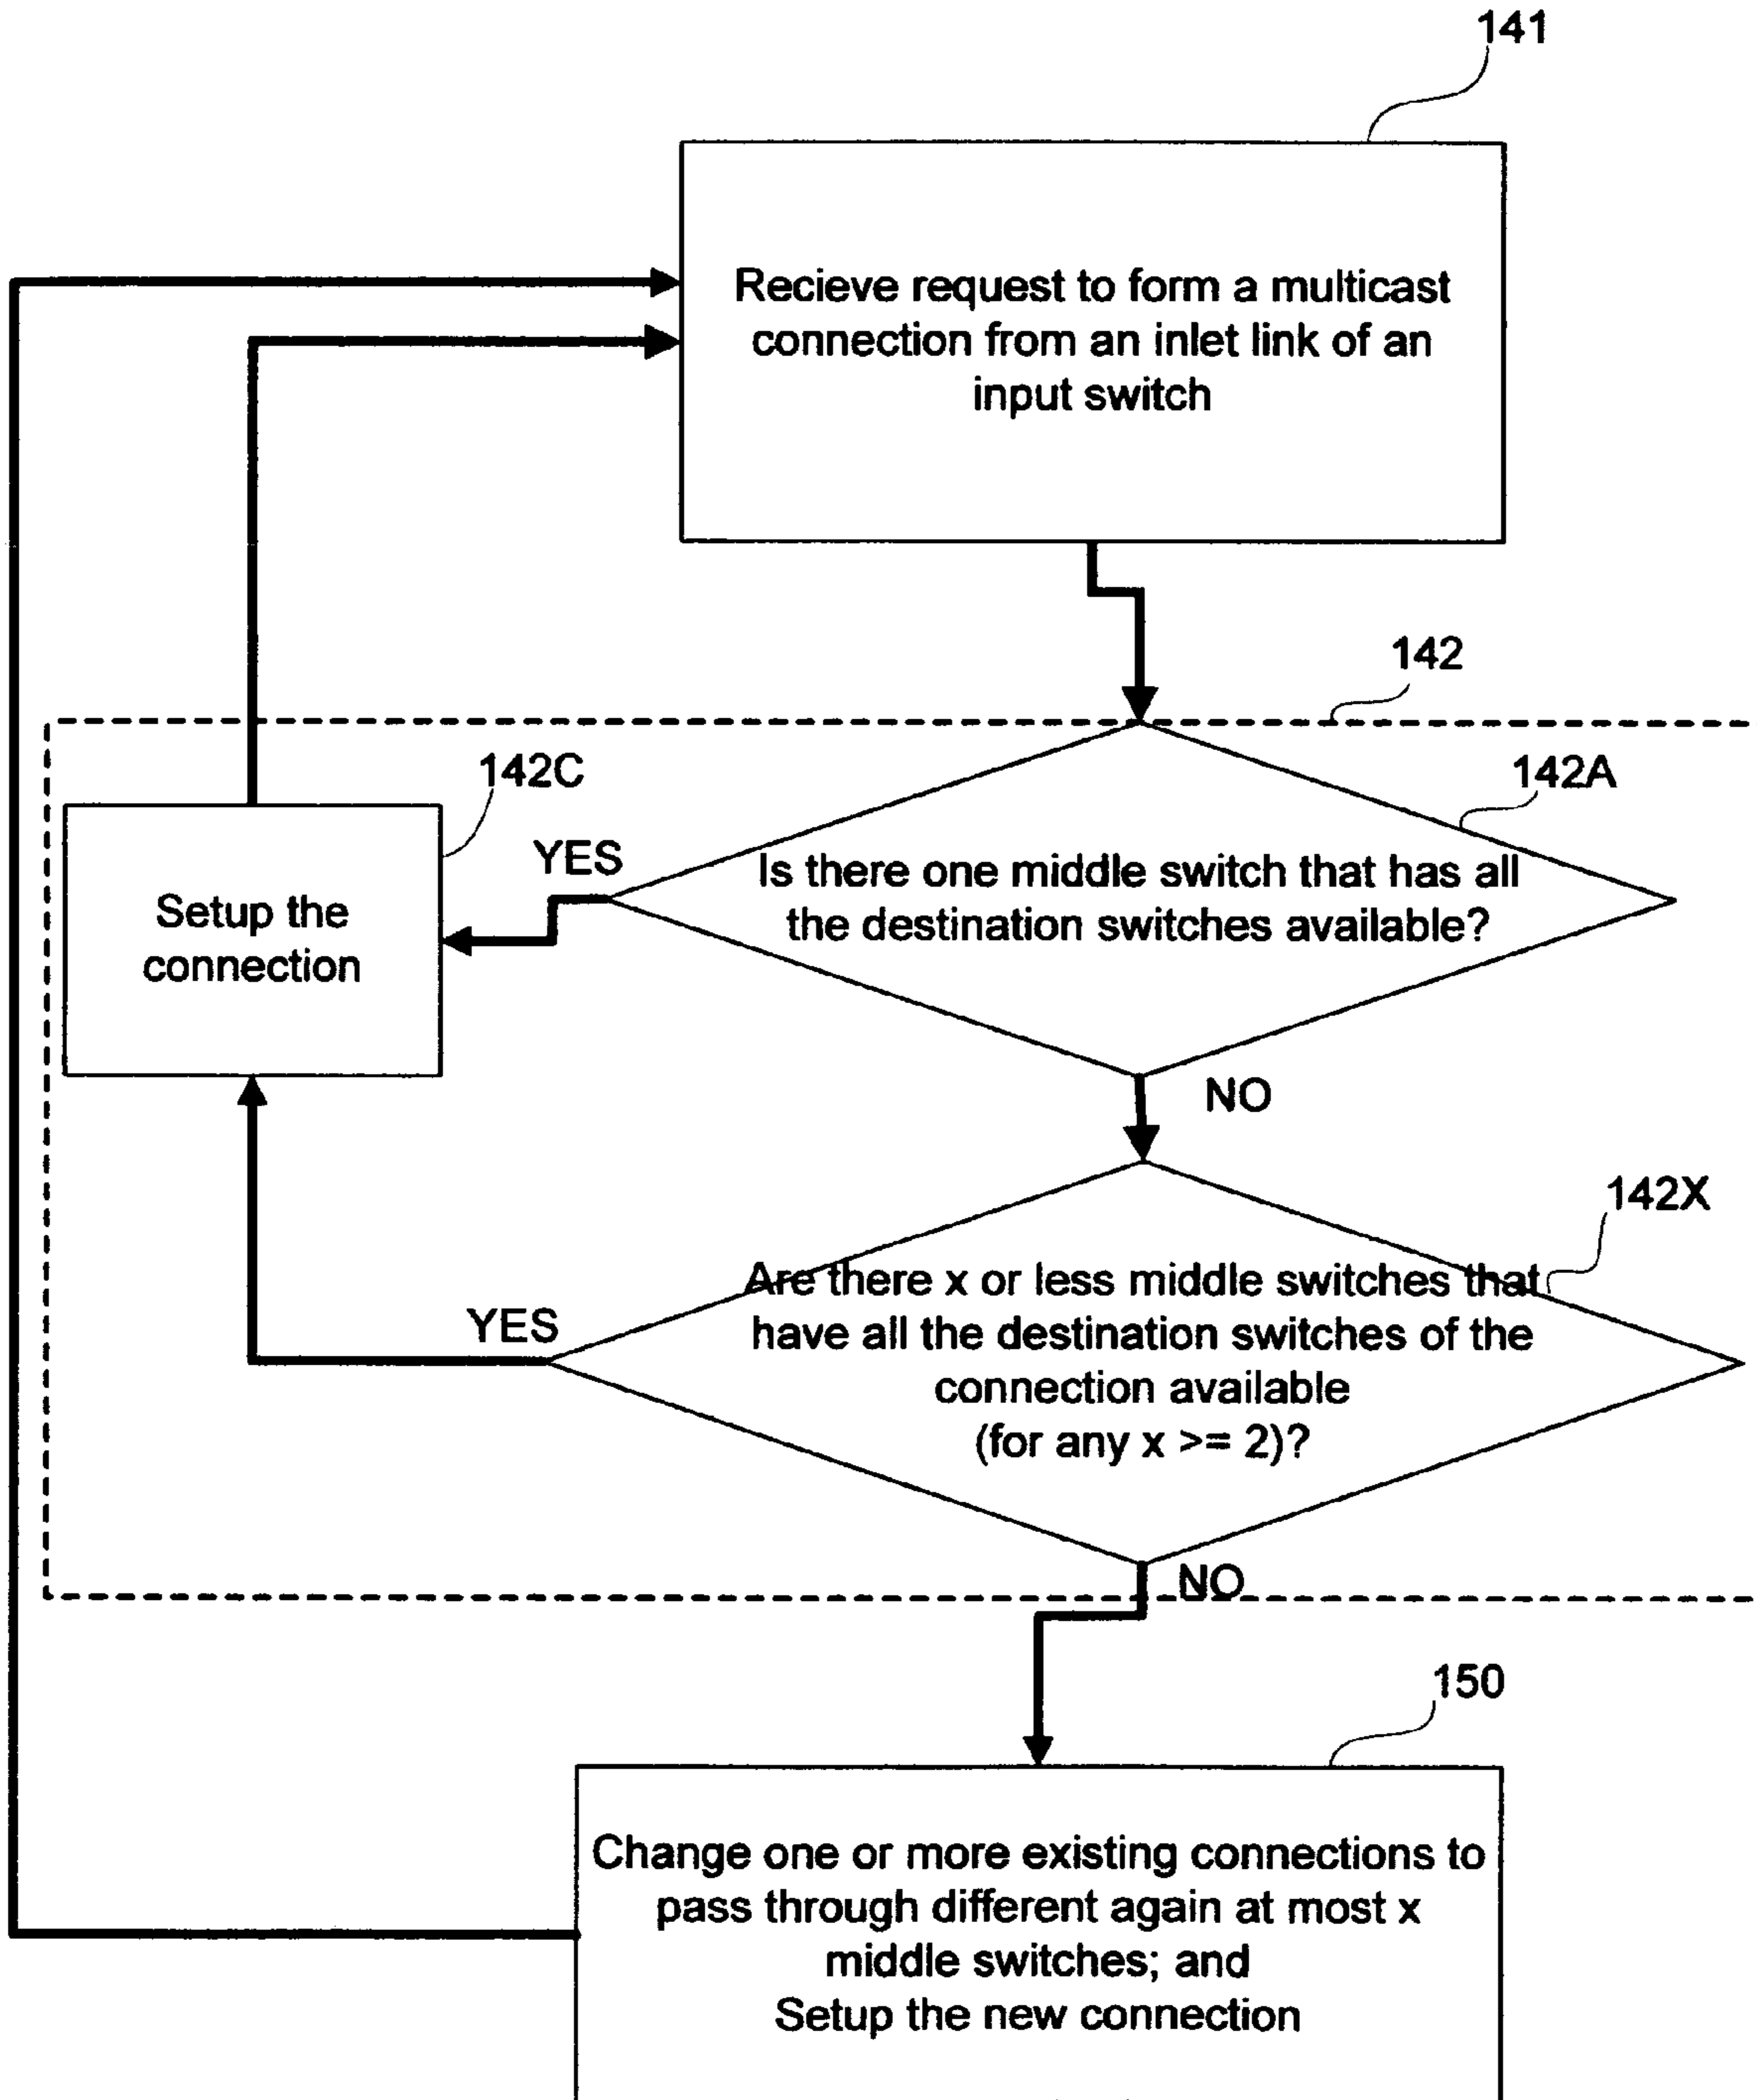 141
Recieve request to form a multicast
connection from an inlet link of an
input switch
142
142C
142A
YES
Is there one middle switch that has all
the destination switches available?
Setup the
connection
NO
142X
Are there x or less middle switches that
have all the destination switches of the
connection available
(for any x >= 2)?
YES
NO
150
Change one or more existing connections to
pass through different again at most x
middle switches; and
Setup the new connection